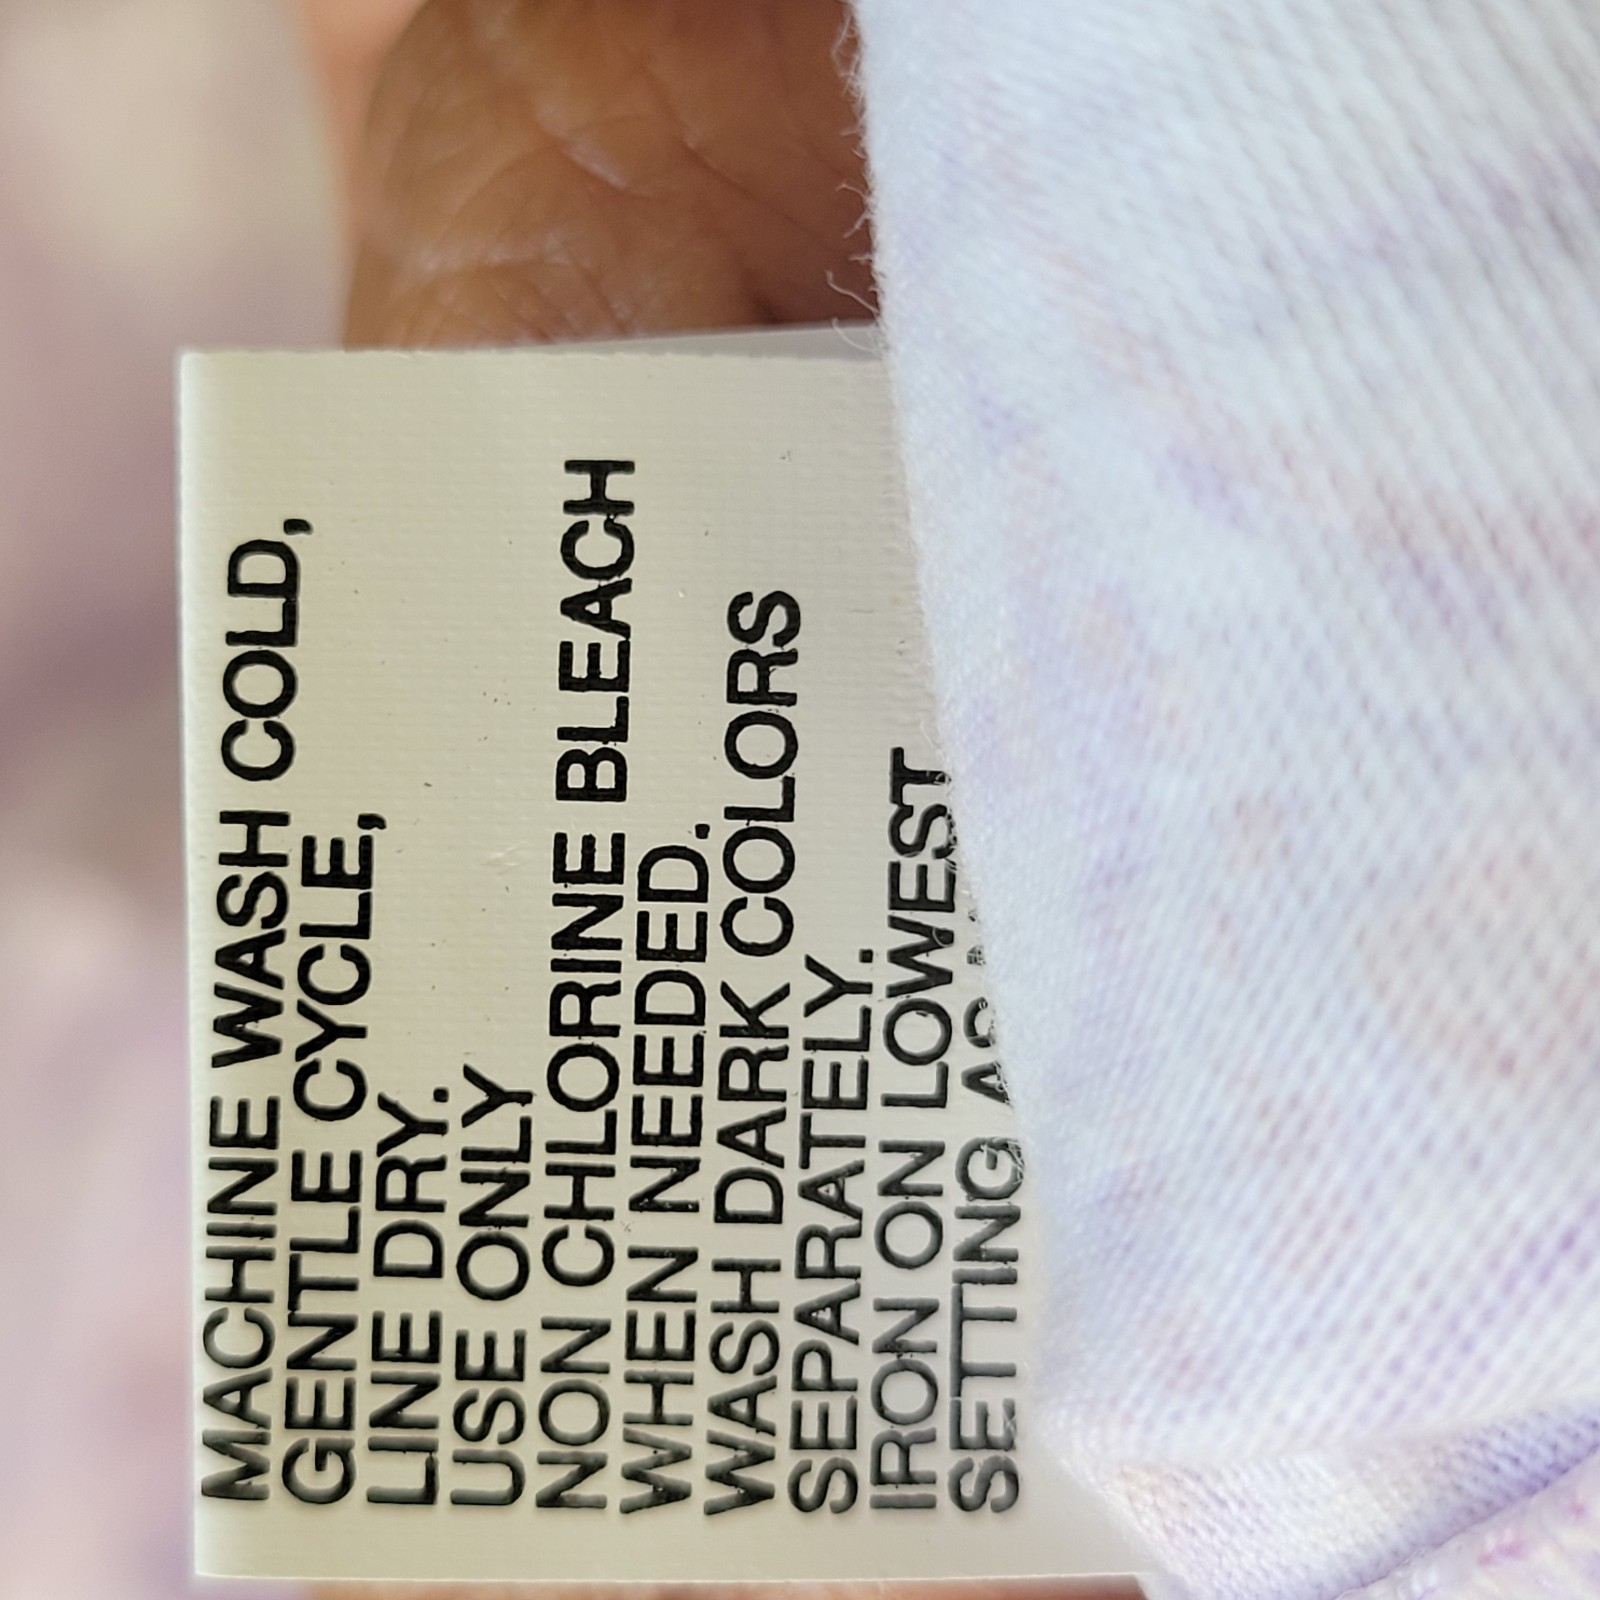 MACHINE WASH COLD,
GENTLE CYCLE,
LINE DRY.
USE ONLY
NON CHLORINE BLEACH
WHEN NEEDED.
WASH DARK COLORS
SEPARATELY.
IRON ON LOWEST
SETTING